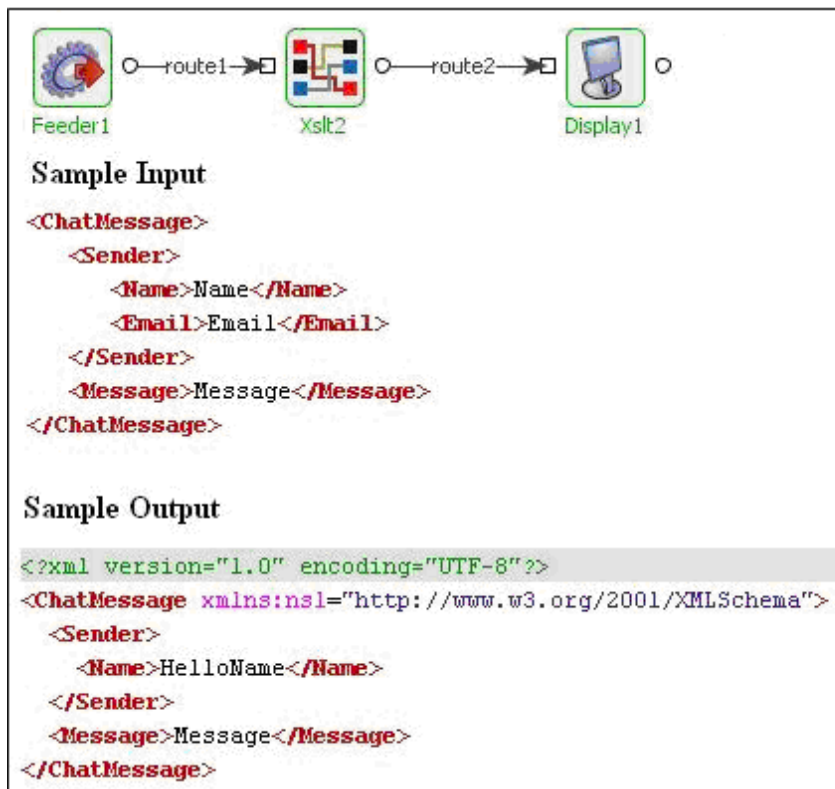 route1 route2
Feeder1 Xslt2 Display1
Sample Input
<ChatMessage>
<Sender>
<Name>Name</Name>
<Email>Email</Email>
</Sender>
<Message>Message</Message>
</ChatMessage>
Sample Output
<?xml version="1.0" encoding="UTF-8"?>
<ChatMessage xmlns:ns1="http://www.w3.org/2001/XMLSchema">
<Sender>
<Name>HelloName</Name>
</Sender>
<Message>Message</Message>
</ChatMessage>